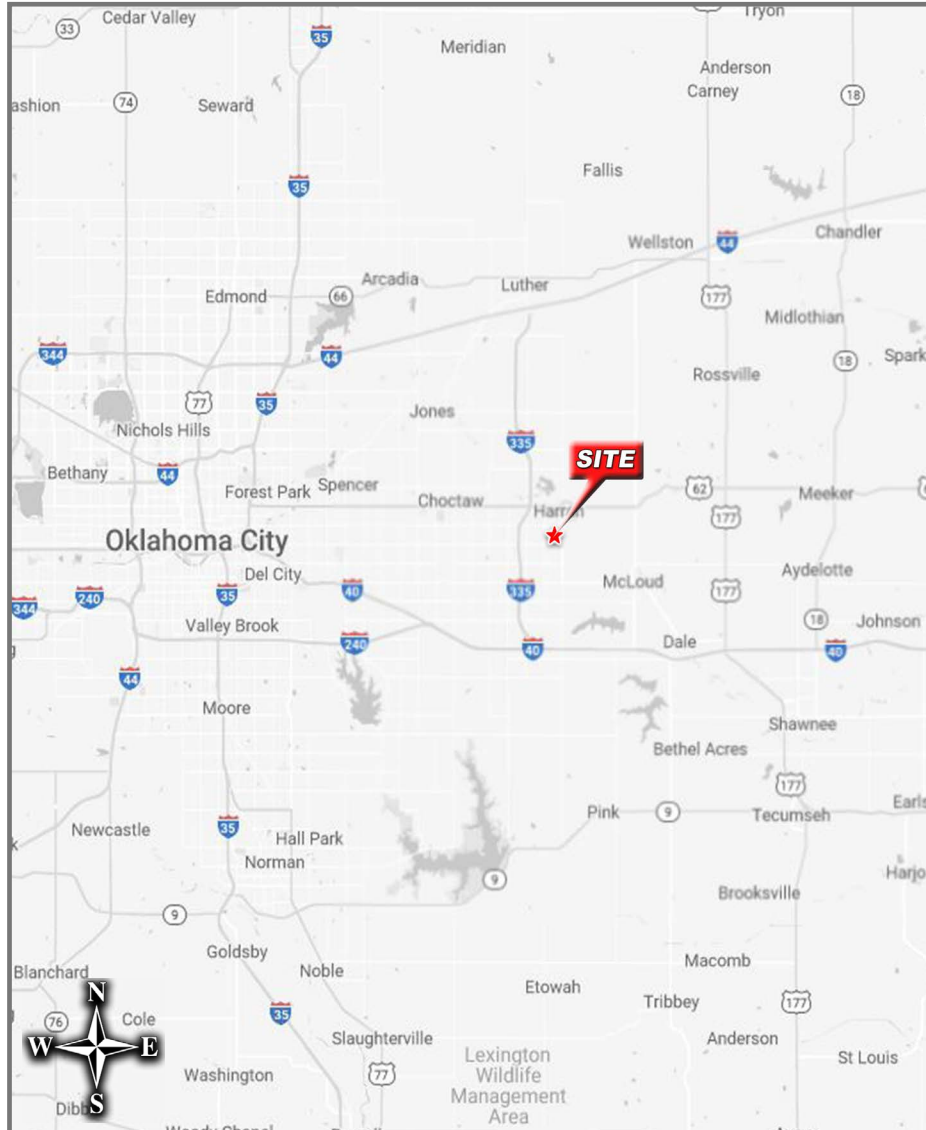 Cedar Valley
Tryon
33
35
Meridian
Anderson
Carney
ashion
74
Seward
18
Fallis
35
Wellston
44
Chandler
Arcadia
Luther
Edmond
66
177
Midlothian
344
44
18
Spark
Rossville
77
35
Jones
Nichols Hills
335
SITE
Bethany
44
Forest Park
Spencer
Choctaw
62
Meeker
177
Oklahoma City
Del City
McLoud
Aydelotte
344
240
35
40
335
177
18
Johnson
Valley Brook
240
40
Dale
40
44
Moore
Shawnee
Bethel Acres
177
Pink
9
Tecumseh
Earls
Newcastle
35
Hall Park
Norman
9
Harjo
Brooksville
9
Goldsby
Noble
Macomb
Blanchard
Etowah
Tribbey
177
N
76
Cole
35
W
E
Slaughterville
Anderson
Lexington
Wildlife
Management
Area
St Louis
Washington
77
S